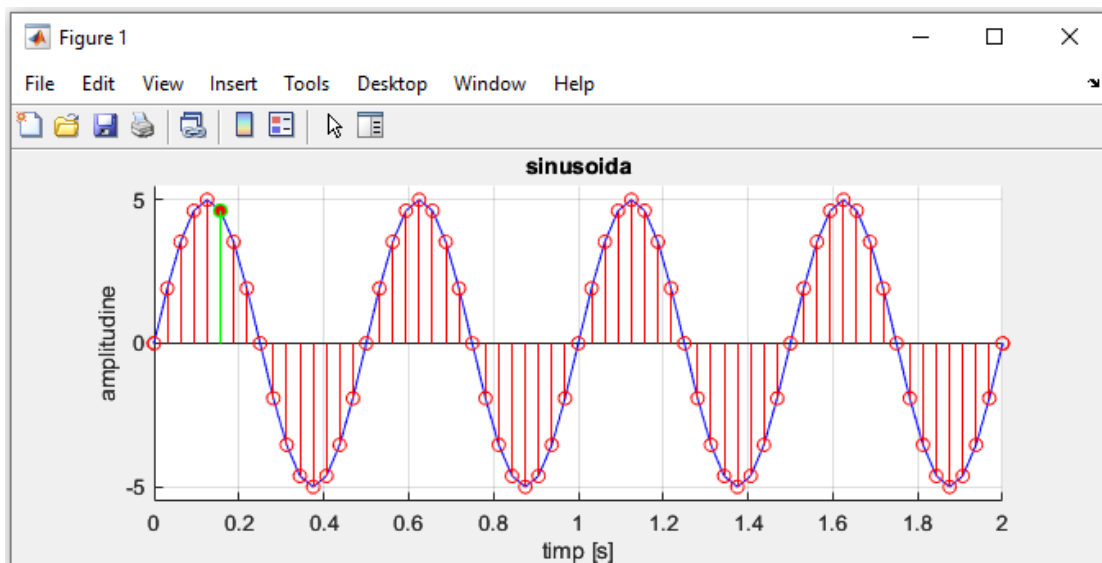 Figure 1
File Edit View Insert Tools Desktop Window Help
sinusoida
5
0
-5
amplitudine
0 0.2 0.4 0.6 0.8 1 1.2 1.4 1.6 1.8 2
timp [s]